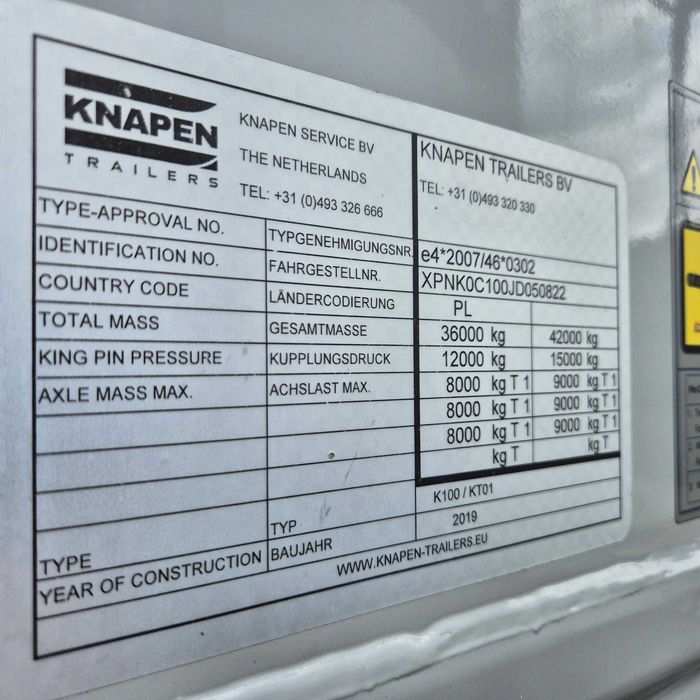 KNAPEN
TRAILERS
KNAPEN SERVICE BV
THE NETHERLANDS
TEL: +31 (0)493 326 666
KNAPEN TRAILERS BV
TEL: +31 (0)493 320 330
TYPE-APPROVAL NO. TYPGENEHMIGUNGSNR. e4*2007/46*0302
IDENTIFICATION NO. FAHRGESTELLNR. XPNK0C100JD050822
COUNTRY CODE LÄNDERCODIERUNG PL
TOTAL MASS GESAMTMASSE 36000 kg 42000 kg
KING PIN PRESSURE KUPPLUNGSDRUCK 12000 kg 15000 kg
AXLE MASS MAX. ACHSLAST MAX. 8000 kg T 1 9000 kg T 1
8000 kg T 1 9000 kg T 1
8000 kg T 1 9000 kg T 1
kg T kg T
TYPE TYP K100 / KT01
YEAR OF CONSTRUCTION BAUJAHR 2019
WWW.KNAPEN-TRAILERS.EU